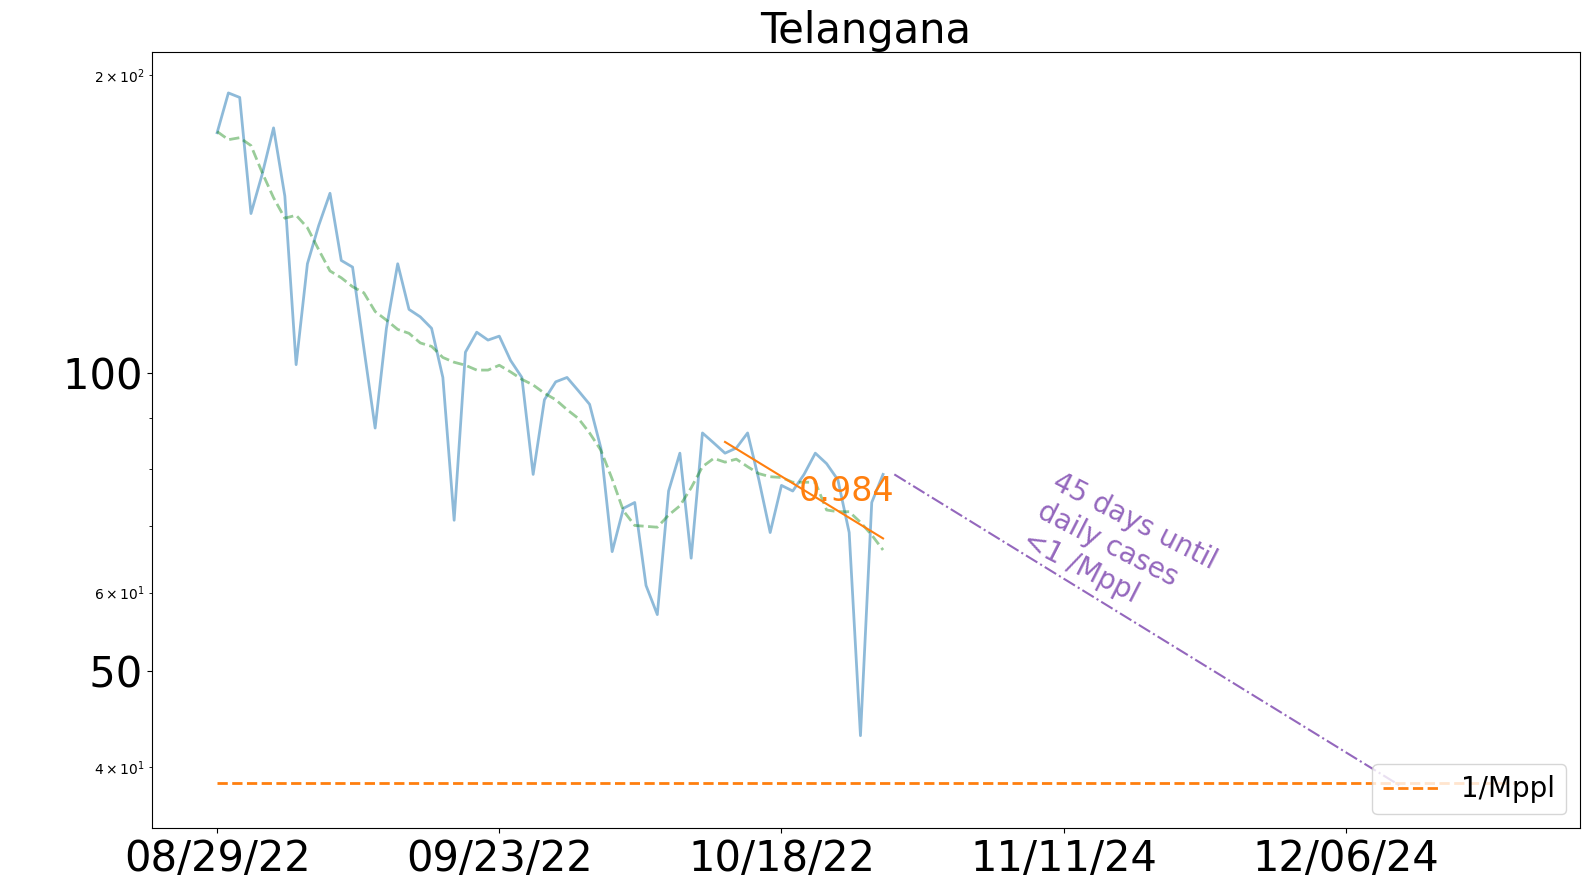 Telangana
2 × 10²
100
6 × 10¹
50
4 × 10¹
0.984
45 days until
daily cases
<1 /Mppl
1/Mppl
08/29/22 09/23/22 10/18/22 11/11/24 12/06/24